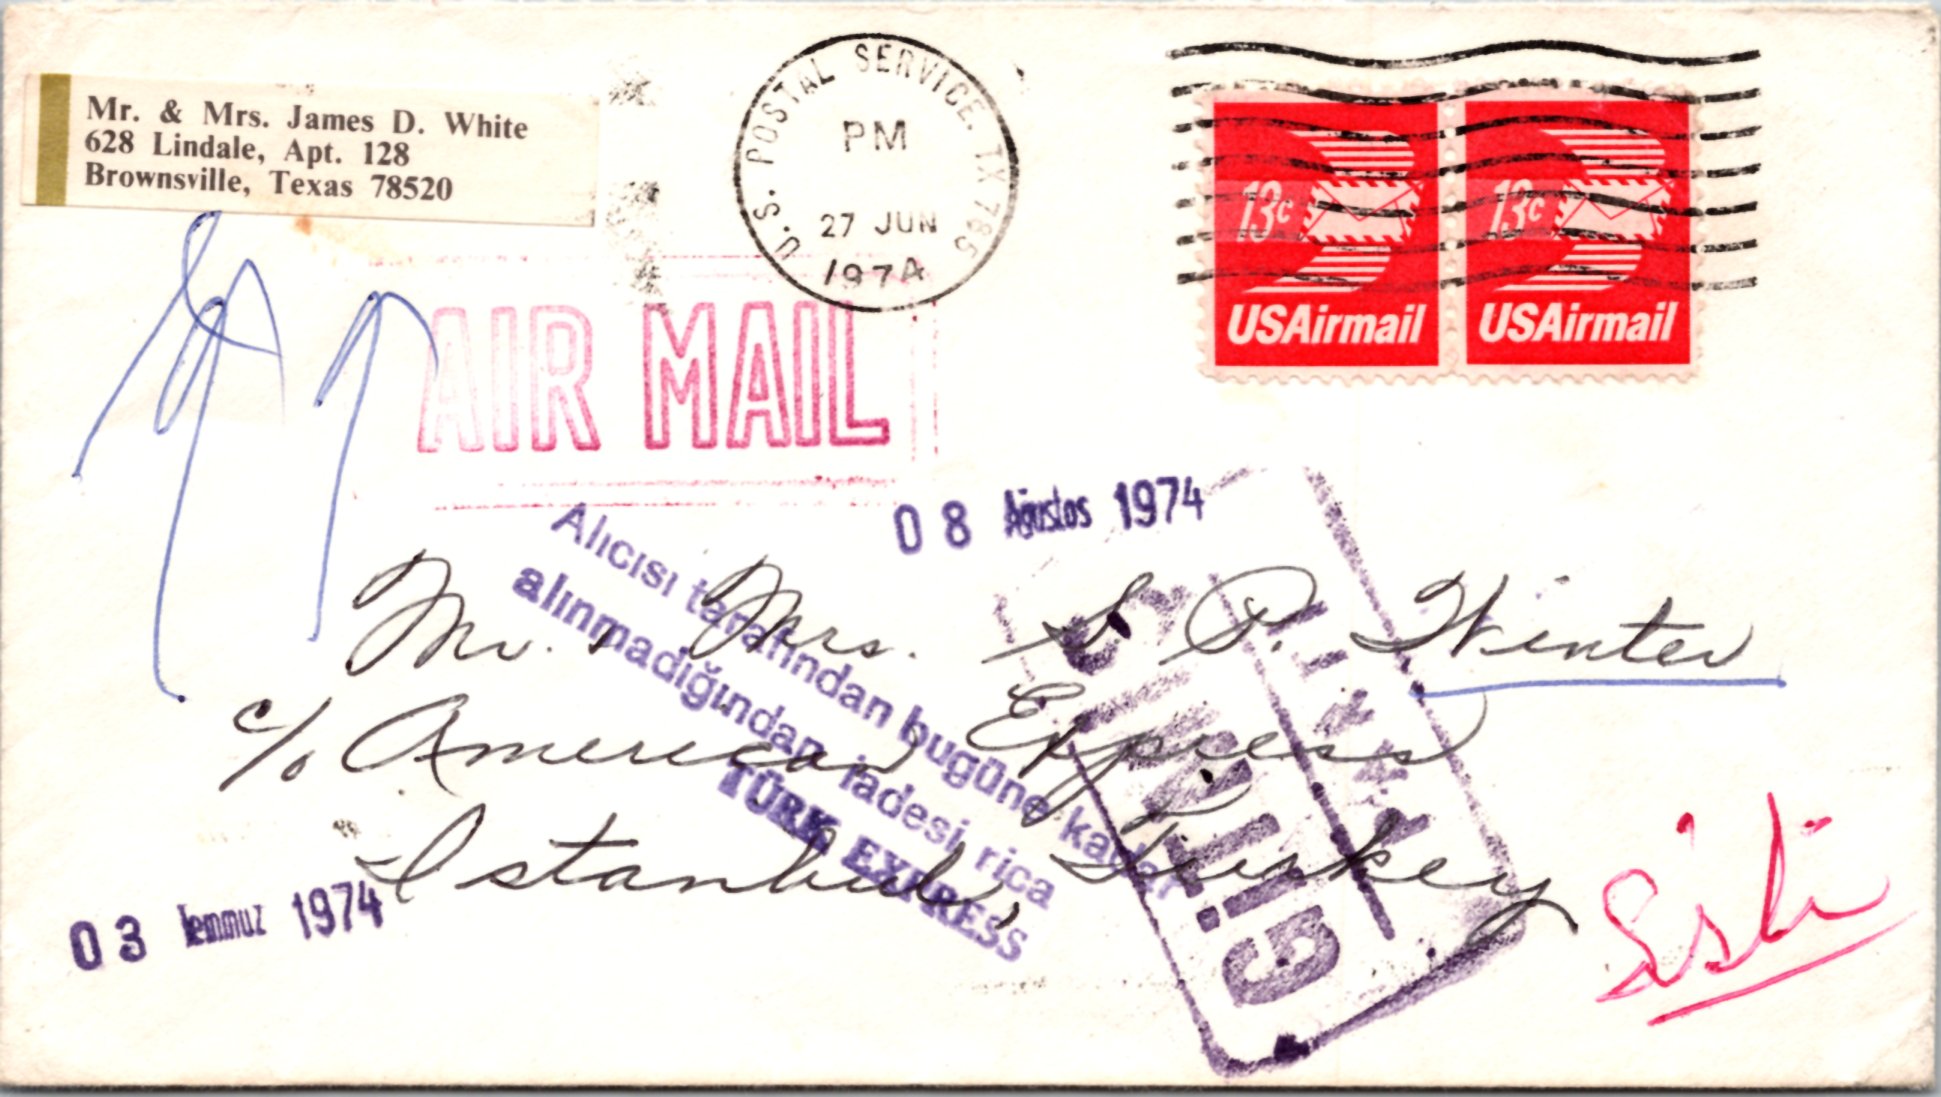 Mr. & Mrs. James D. White
628 Lindale, Apt. 128
Brownsville, Texas 78520
U.S. POSTAL SERVICE. TX 785
PM
27 JUN
1974
13c
USAirmail
13c
USAirmail
AIR MAIL
08 Ağustos 1974
Alıcısı tarafından bugüne kadar
alınmadığından iadesi rica
TÜRK EXPRESS
Mr. & Mrs. S. P. Winter
c/o American Express
Istanbul, Turkey
03 Temmuz 1974